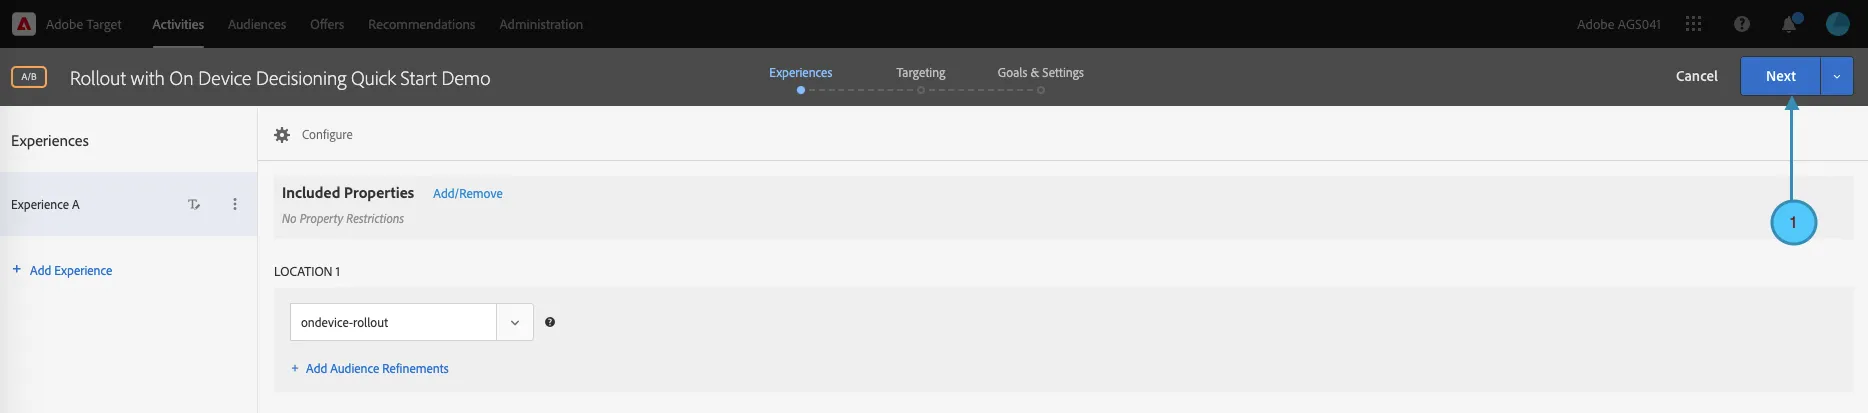 Adobe Target Activities Audiences Offers Recommendations Administration Adobe AGS041
A/B Rollout with On Device Decisioning Quick Start Demo Experiences Targeting Goals & Settings Cancel Next
Experiences
Configure
Included Properties Add/Remove
No Property Restrictions
Experience A
1
+ Add Experience
LOCATION 1
ondevice-rollout
+ Add Audience Refinements